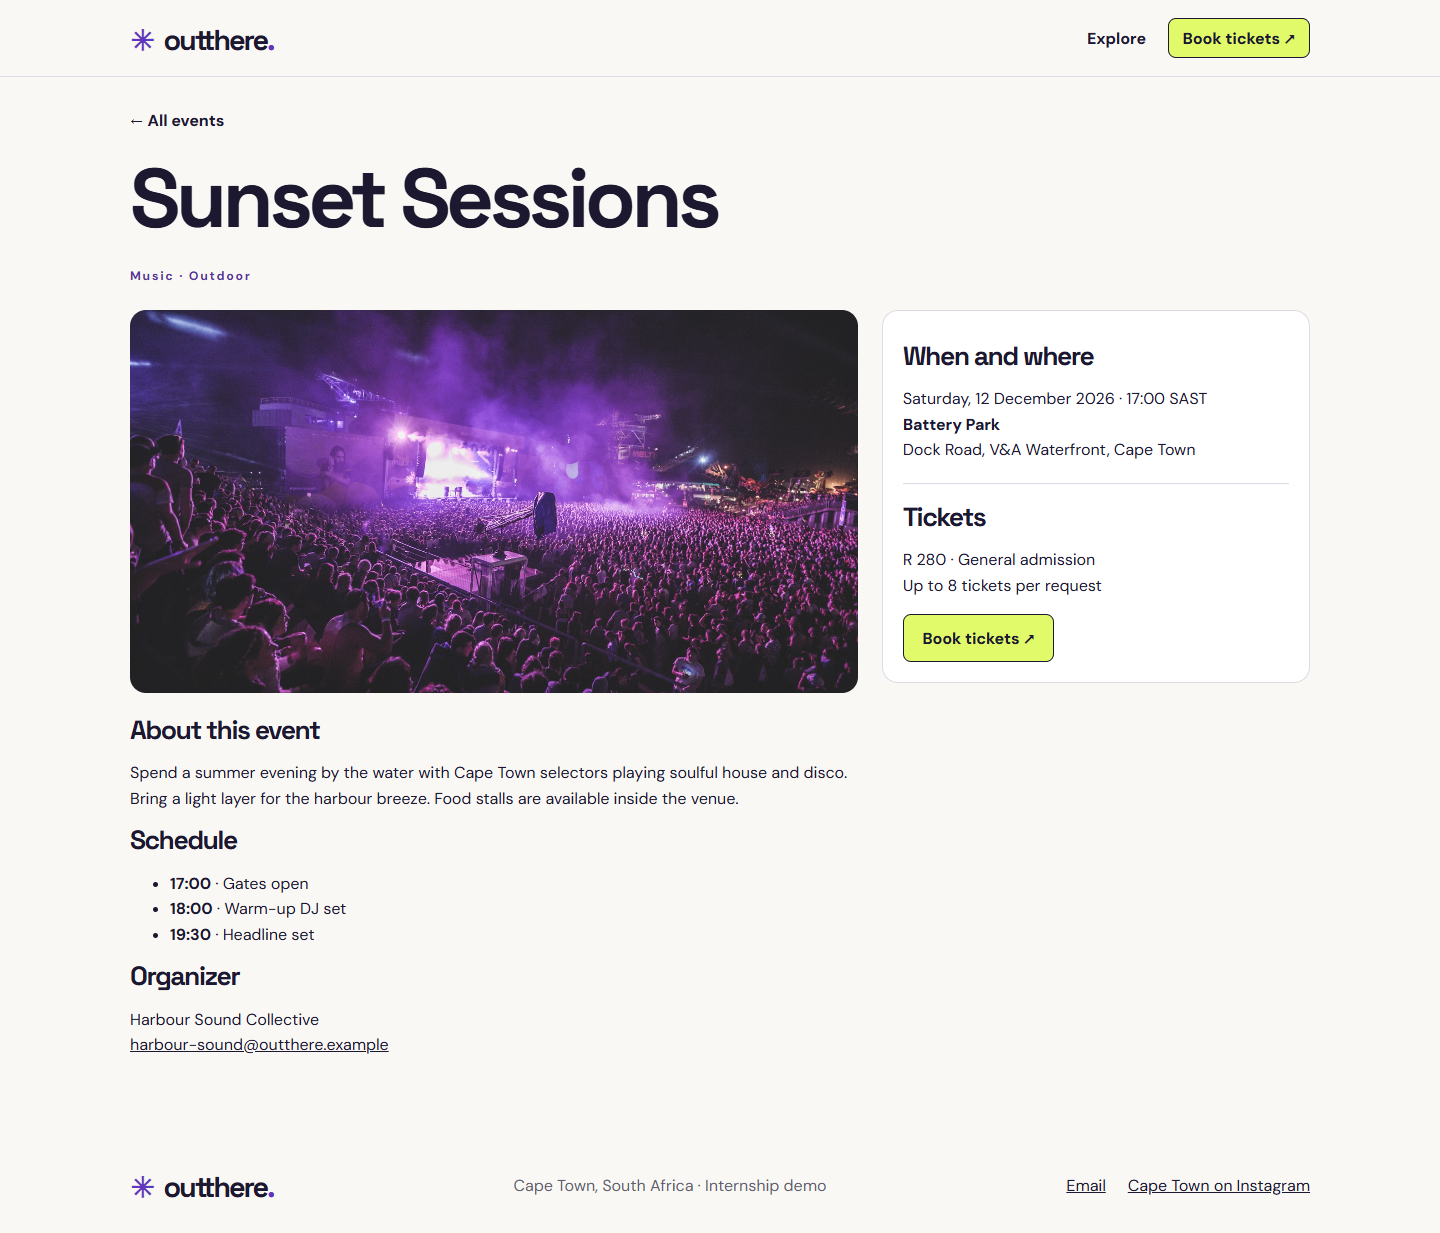 outthere.
Explore
Book tickets ↗
← All events
Sunset Sessions
Music · Outdoor
When and where
Saturday, 12 December 2026 · 17:00 SAST
Battery Park
Dock Road, V&A Waterfront, Cape Town
Tickets
R 280 · General admission
Up to 8 tickets per request
Book tickets ↗
About this event
Spend a summer evening by the water with Cape Town selectors playing soulful house and disco.
Bring a light layer for the harbour breeze. Food stalls are available inside the venue.
Schedule
• 17:00 · Gates open
• 18:00 · Warm-up DJ set
• 19:30 · Headline set
Organizer
Harbour Sound Collective
harbour-sound@outthere.example
outthere.
Cape Town, South Africa · Internship demo
Email
Cape Town on Instagram